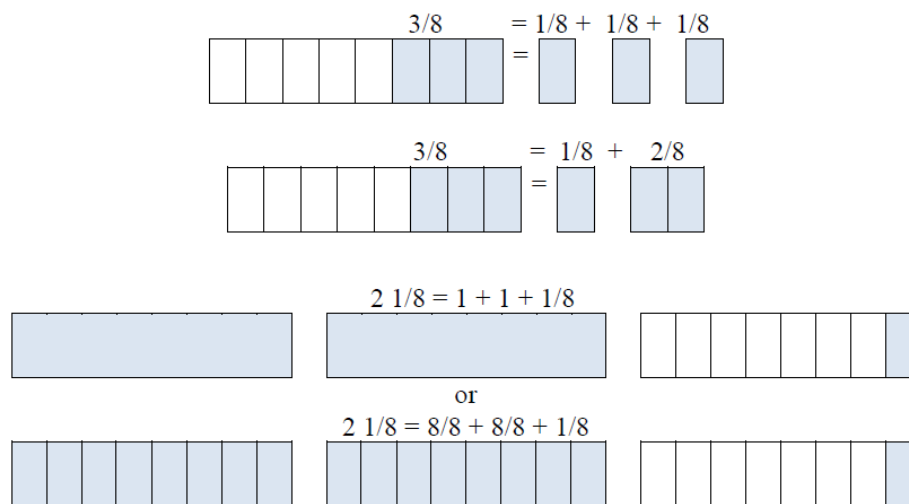 3/8 = 1/8 + 1/8 + 1/8
=
3/8 = 1/8 + 2/8
=
2 1/8 = 1 + 1 + 1/8
or
2 1/8 = 8/8 + 8/8 + 1/8